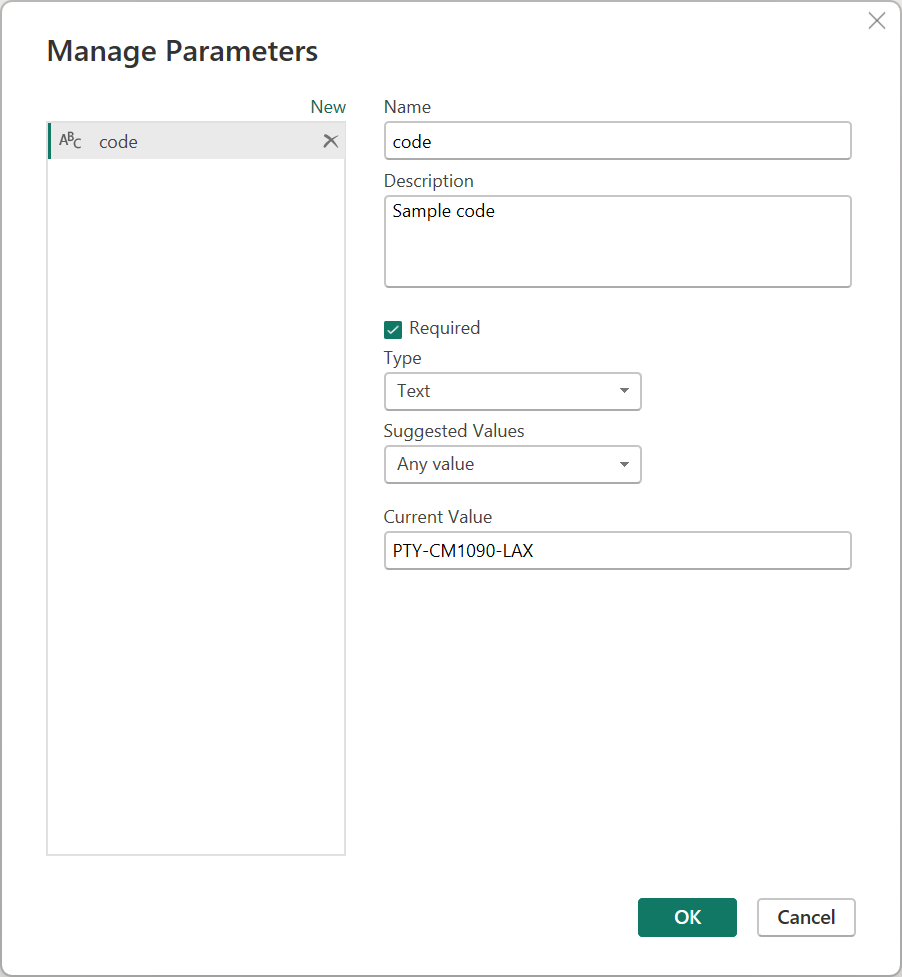 Manage Parameters
New
ABC code
Name
code
Description
Sample code
Required
Type
Text
Suggested Values
Any value
Current Value
PTY-CM1090-LAX
OK
Cancel